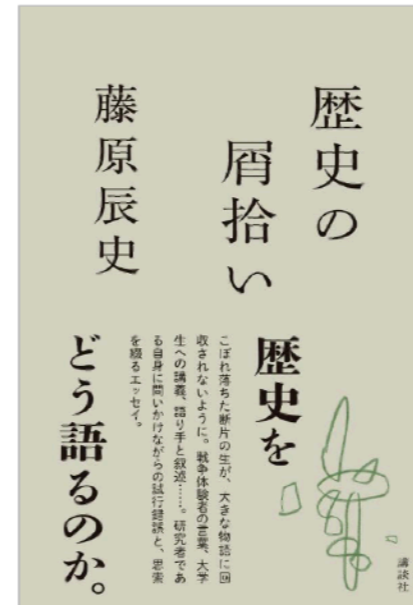 歴史の
屑拾い
藤原辰史
歴史を
こぼれ落ちた断片の生が、大きな物語に回
収されないように。戦争体験者の言葉、大学
生への講義、語り手と叙述……。研究者であ
る自身に問いかけながらの試行錯誤と、思索
を綴るエッセイ。
どう語るのか。
講談社